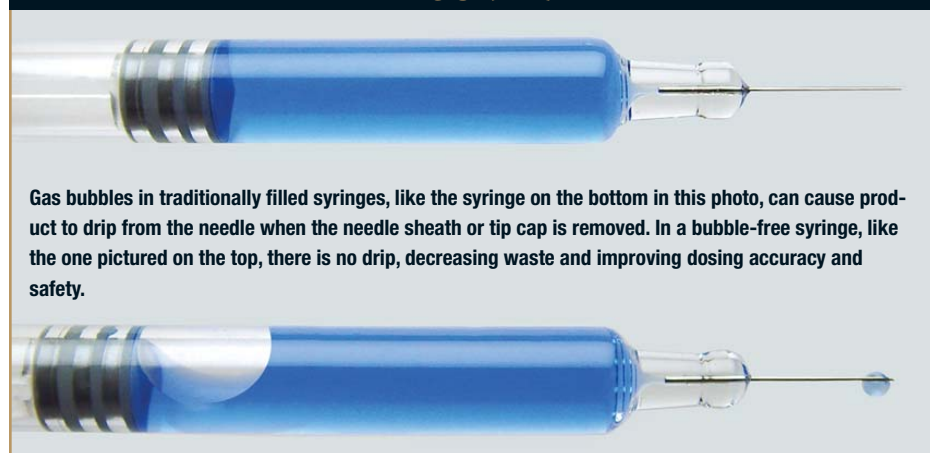 Gas bubbles in traditionally filled syringes, like the syringe on the bottom in this photo, can cause prod-
uct to drip from the needle when the needle sheath or tip cap is removed. In a bubble-free syringe, like
the one pictured on the top, there is no drip, decreasing waste and improving dosing accuracy and
safety.